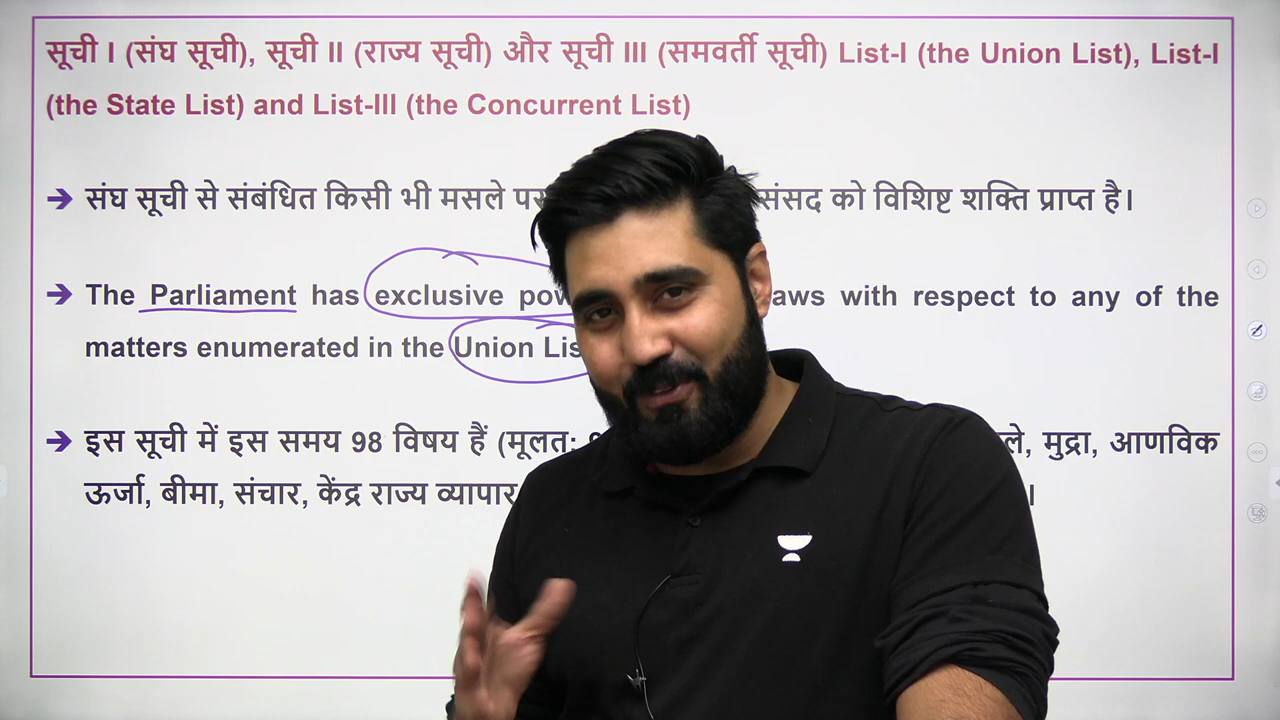 सूची I (संघ सूची), सूची II (राज्य सूची) और सूची III (समवर्ती सूची) List-I (the Union List), List-I
(the State List) and List-III (the Concurrent List)
➔ संघ सूची से संबंधित किसी भी मसले पर संसद को विशिष्ट शक्ति प्राप्त है।
➔ The Parliament has exclusive pow aws with respect to any of the
matters enumerated in the Union Lis
➔ इस सूची में इस समय 98 विषय हैं (मूलत: ले, मुद्रा, आणविक
ऊर्जा, बीमा, संचार, केंद्र राज्य व्यापार